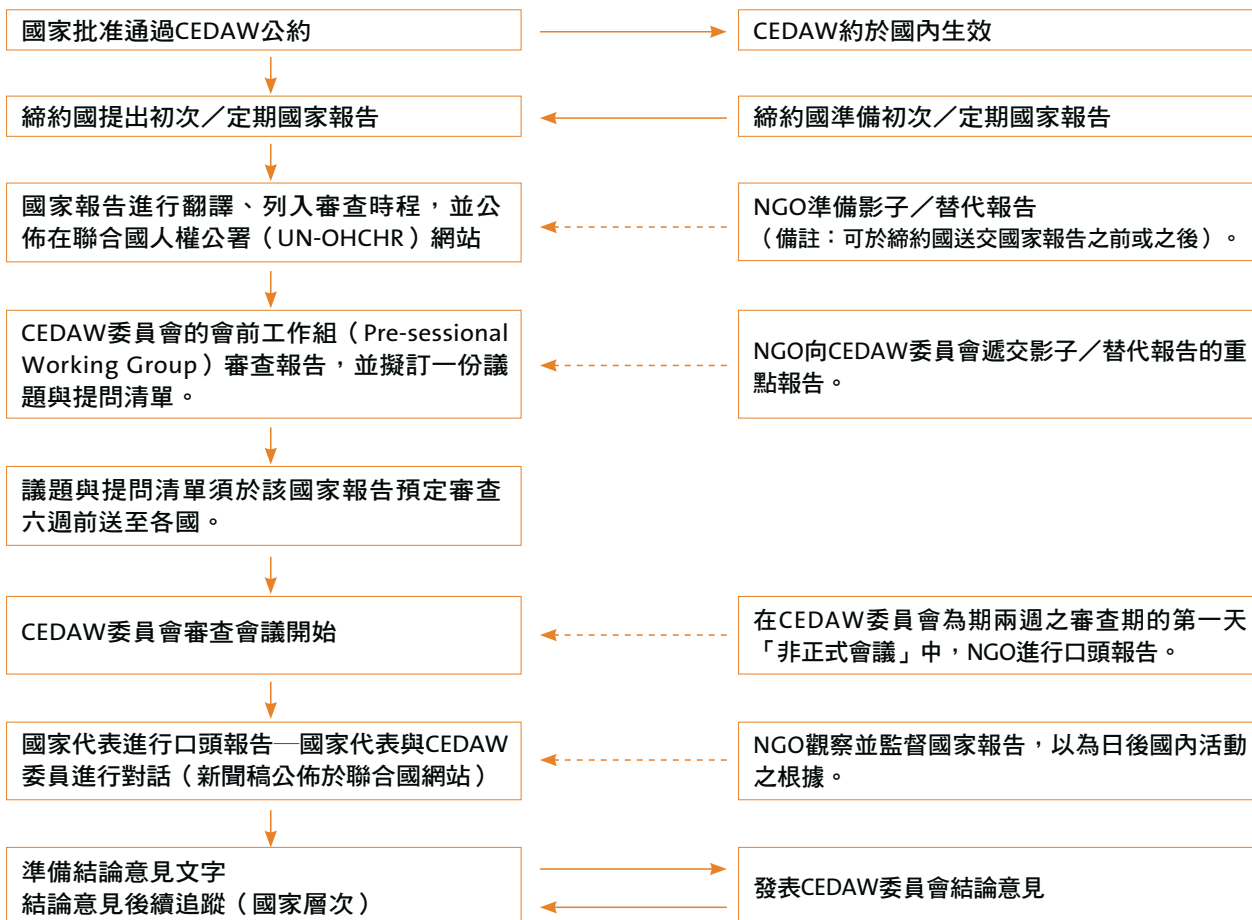 國家批准通過CEDAW公約
CEDAW約於國內生效
締約國提出初次／定期國家報告
締約國準備初次／定期國家報告
國家報告進行翻譯、列入審查時程，並公
佈在聯合國人權公署（UN-OHCHR）網站
NGO準備影子／替代報告
（備註：可於締約國送交國家報告之前或之後）。
CEDAW委員會的會前工作組（Pre-sessional
Working Group）審查報告，並擬訂一份議
題與提問清單。
NGO向CEDAW委員會遞交影子／替代報告的重
點報告。
議題與提問清單須於該國家報告預定審查
六週前送至各國。
CEDAW委員會審查會議開始
在CEDAW委員會為期兩週之審查期的第一天
「非正式會議」中，NGO進行口頭報告。
國家代表進行口頭報告─國家代表與CEDAW
委員進行對話（新聞稿公佈於聯合國網站）
NGO觀察並監督國家報告，以為日後國內活動
之根據。
準備結論意見文字
結論意見後續追蹤（國家層次）
發表CEDAW委員會結論意見